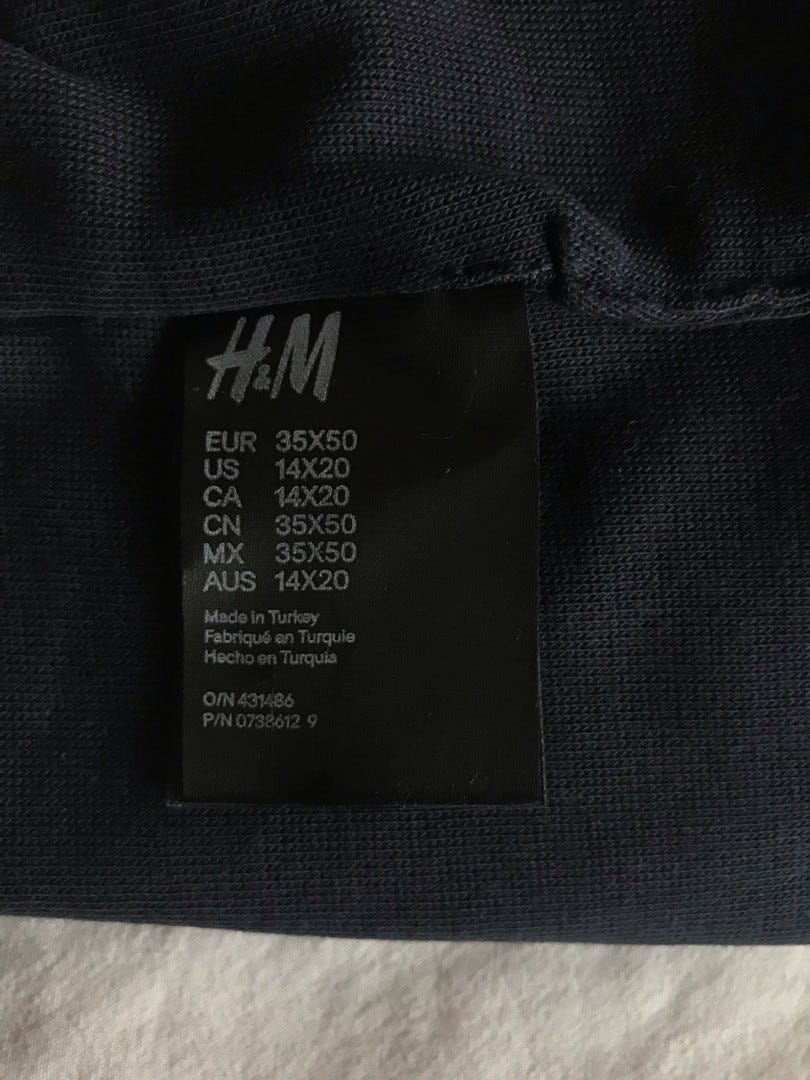 H&M
EUR 35X50
US 14X20
CA 14X20
CN 35X50
MX 35X50
AUS 14X20
Made in Turkey
Fabriqué en Turquie
Hecho en Turquia
O/N 431486
P/N 0738612 9